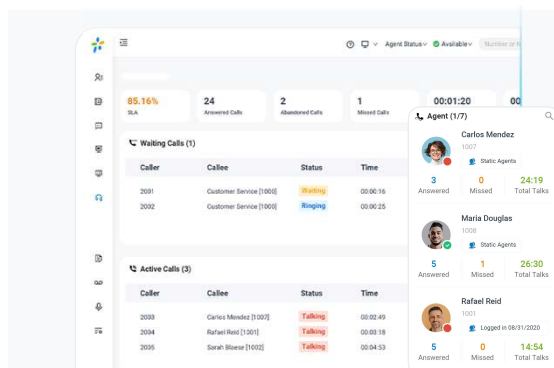 Agent Status Available Number or n
85.16% 24 2 1 00:01:20 00
SLA Answered Calls Abandoned Calls Missed Calls
Waiting Calls (1)
Caller Callee Status Time
2001 Customer Service [1000] Waiting 00:00:16
2002 Customer Service [1000] Ringing 00:00:25
Active Calls (3)
Caller Callee Status Time
2003 Carlos Mendez [1007] Talking 00:02:49
2004 Rafael Reid [1001] Talking 00:03:18
2005 Sarah Blaese [1002] Talking 00:04:53
Agent (1/7)
Carlos Mendez
1007
Static Agents
3 0 24:19
Answered Missed Total Talks
Maria Douglas
1008
Static Agents
5 1 26:30
Answered Missed Total Talks
Rafael Reid
1001
Logged in 08/31/2020
5 0 14:54
Answered Missed Total Talks